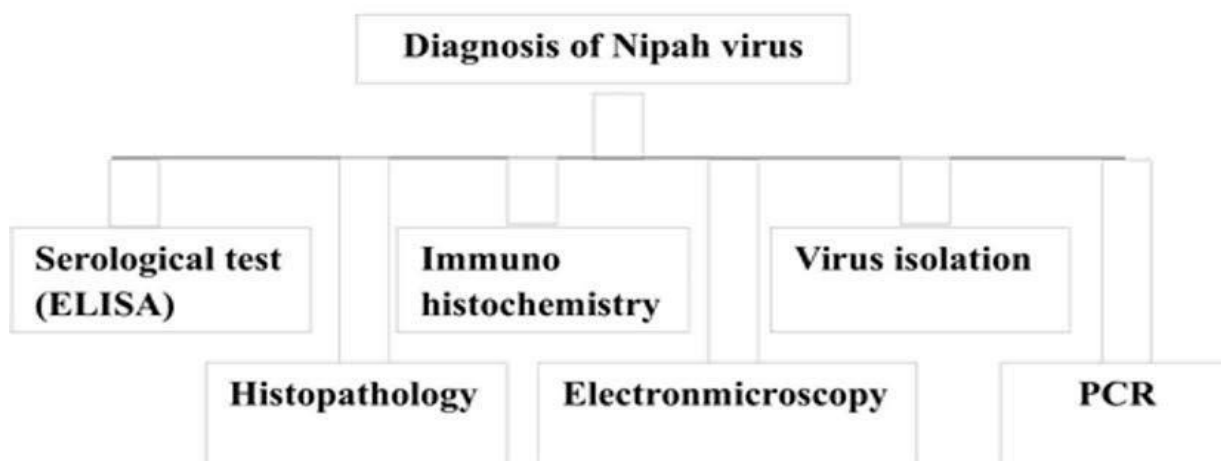 Diagnosis of Nipah virus
Serological test
(ELISA)
Immuno
histochemistry
Virus isolation
Histopathology
Electronmicroscopy
PCR